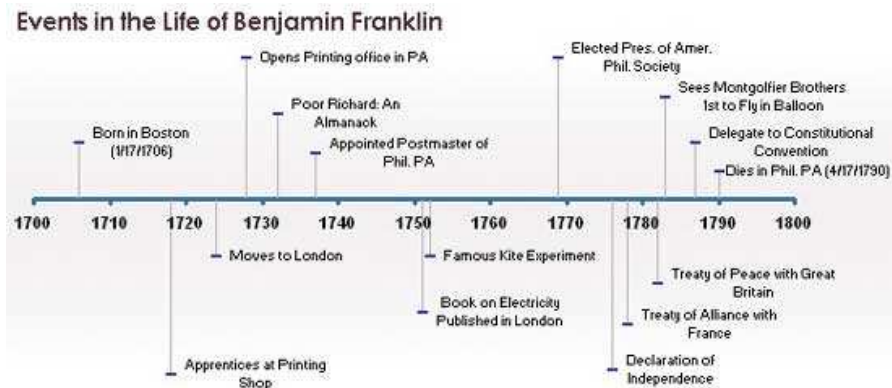 Events in the Life of Benjamin Franklin
Opens Printing office in PA
Elected Pres. of Amer.
Phil. Society
Sees Montgolfier Brothers
1st to Fly in Balloon
Poor Richard: An
Almanack
Born in Boston
(1/17/1706)
Appointed Postmaster of
Phil. PA
Delegate to Constitutional
Convention
Dies in Phil. PA (4/17/1790)
1700 1710 1720 1730 1740 1750 1760 1770 1780 1790 1800
Moves to London
Famous Kite Experiment
Treaty of Peace with Great
Britain
Book on Electricity
Published in London
Treaty of Alliance with
France
Apprentices at Printing
Shop
Declaration of
Independence